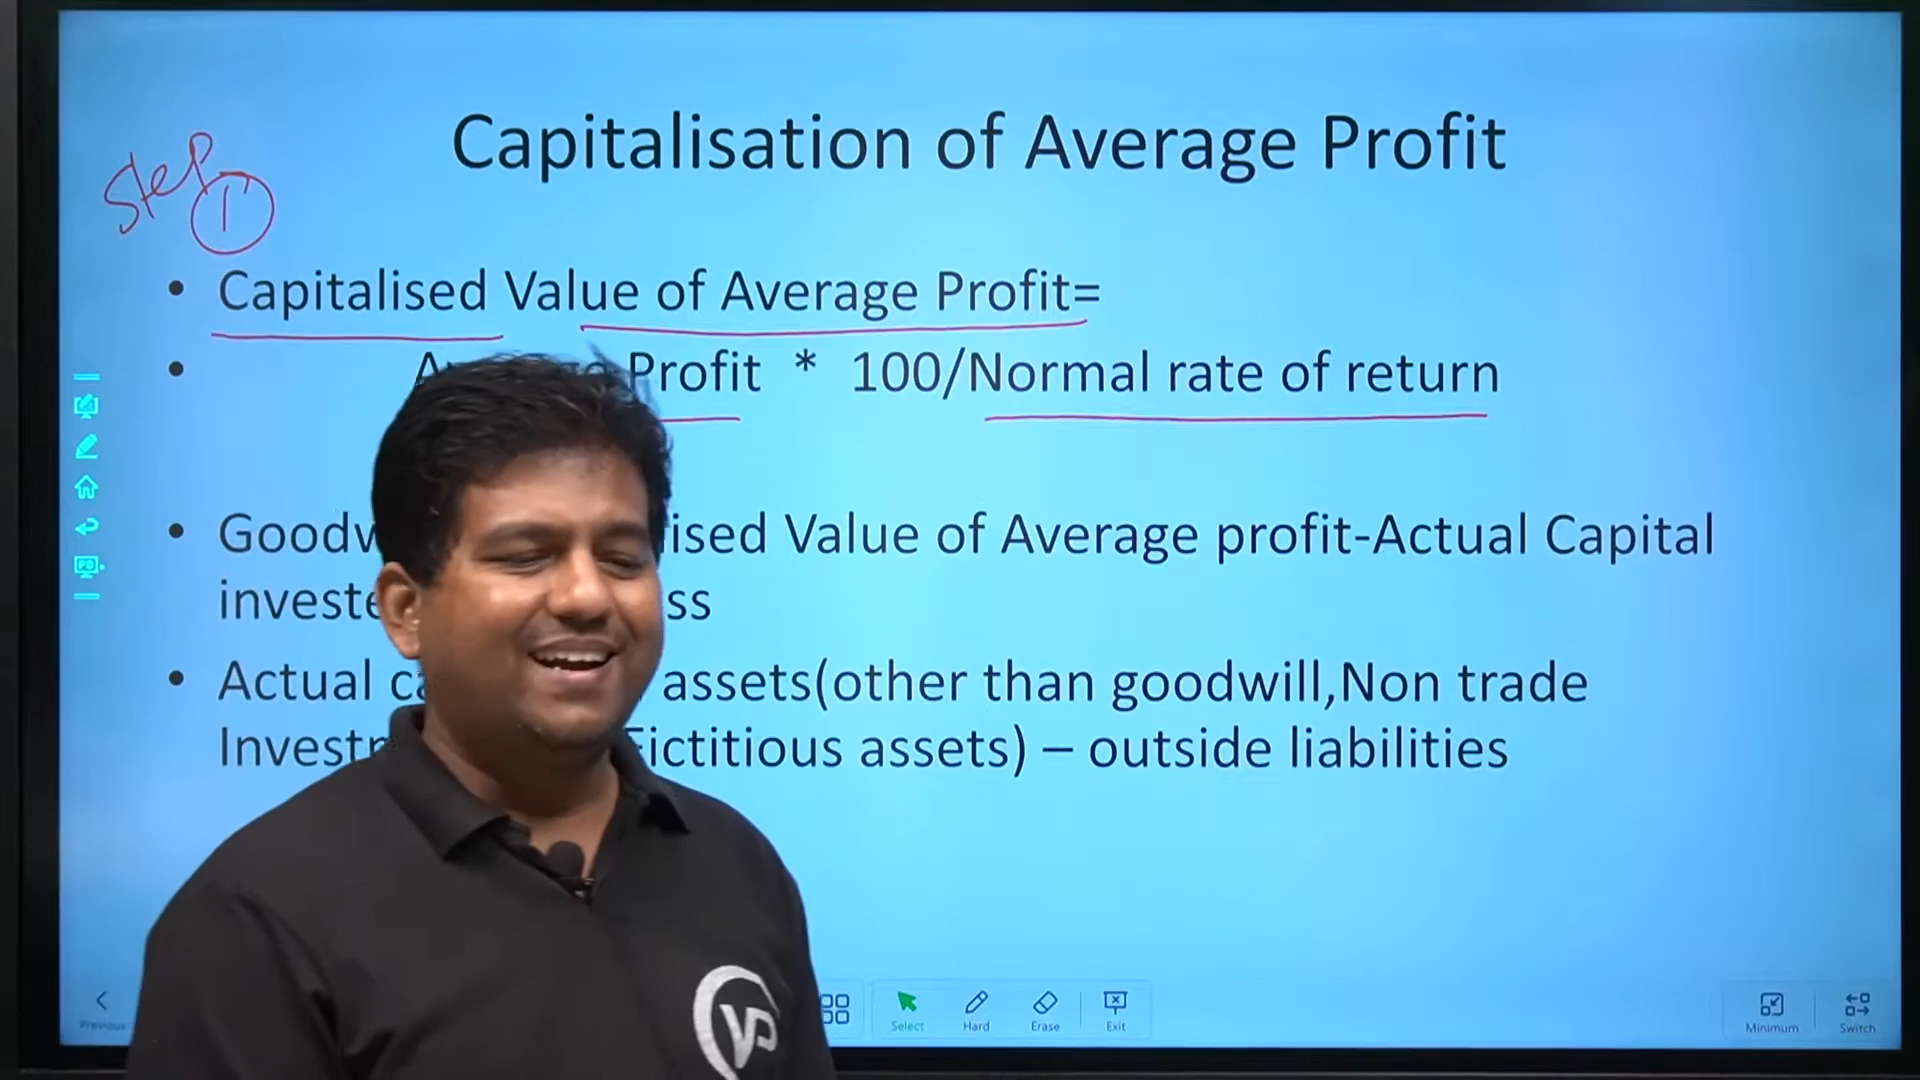 Capitalisation of Average Profit
Step 1
• Capitalised Value of Average Profit=
• Profit * 100/Normal rate of return
• Goodw ised Value of Average profit-Actual Capital
investe ss
• Actual ca assets(other than goodwill,Non trade
Invest Fictitious assets) – outside liabilities
Previous
Select
Hard
Erase
Exit
Minimum
Switch
VP